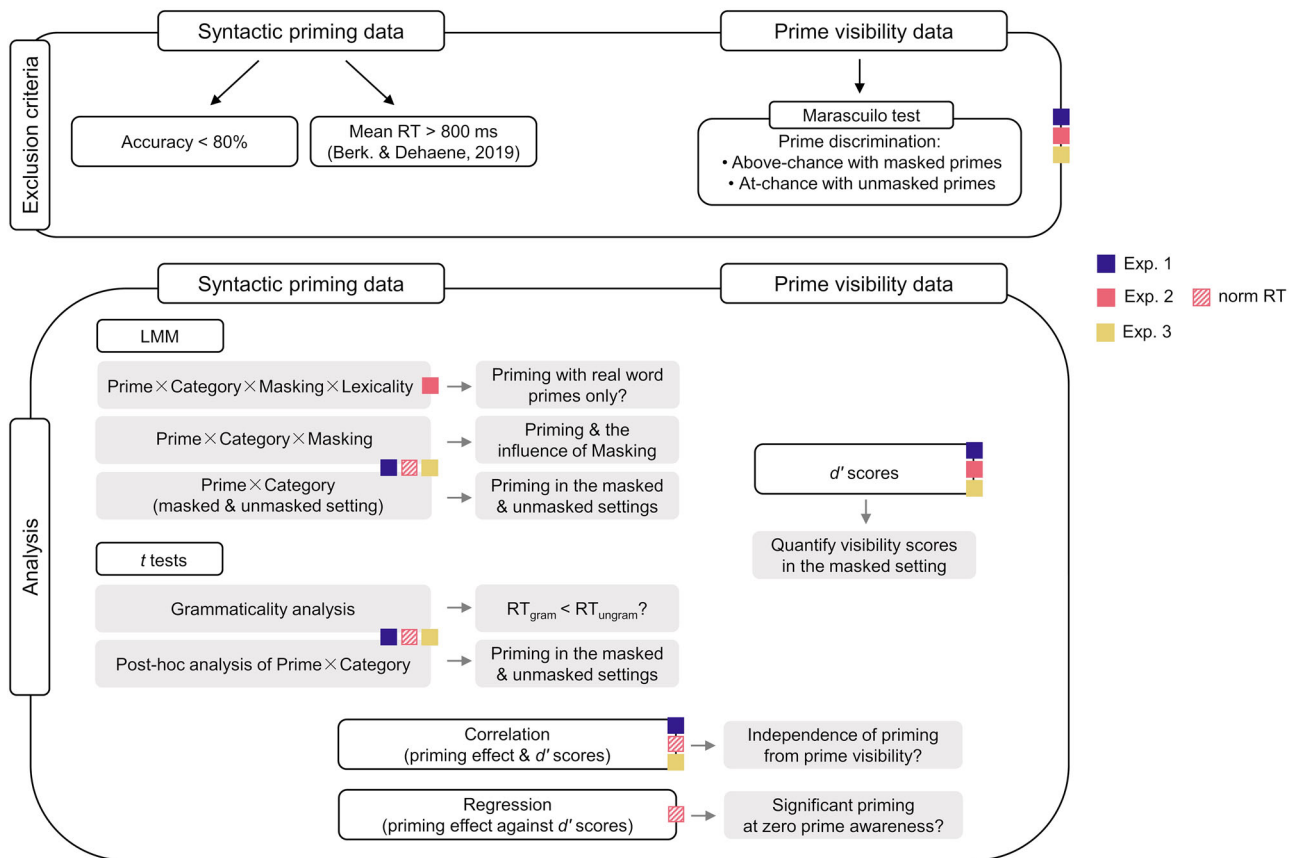 Exclusion criteria
Syntactic priming data
Prime visibility data
Accuracy < 80%
Mean RT > 800 ms
(Berk. & Dehaene, 2019)
Marascuilo test
Prime discrimination:
• Above-chance with masked primes
• At-chance with unmasked primes
Exp. 1
Exp. 2
norm RT
Exp. 3
Analysis
Syntactic priming data
Prime visibility data
LMM
Prime×Category×Masking×Lexicality
Priming with real word
primes only?
Prime×Category×Masking
Priming & the
influence of Masking
Prime×Category
(masked & unmasked setting)
Priming in the masked
& unmasked settings
d' scores
Quantify visibility scores
in the masked setting
t tests
Grammaticality analysis
RTgram < RTungram?
Post-hoc analysis of Prime×Category
Priming in the masked
& unmasked settings
Correlation
(priming effect & d' scores)
Independence of priming
from prime visibility?
Regression
(priming effect against d' scores)
Significant priming
at zero prime awareness?